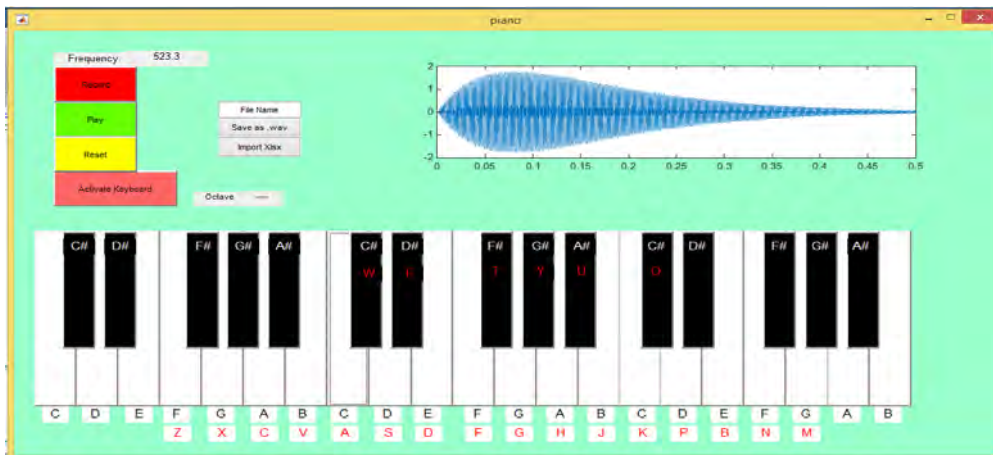 piano
Frequency 523.3
Record
Play
Reset
Activate Keyboard
File Name
Save as .wav
Import Xlsx
Octave ---
2
1
0
-1
-2
0 0.05 0.1 0.15 0.2 0.25 0.3 0.35 0.4 0.45 0.5
C# D# F# G# A# C# D# F# G# A# C# D# F# G# A#
W E T Y U O
C D E F G A B C D E F G A B C D E F G A B
Z X C V A S D F G H J K P B N M